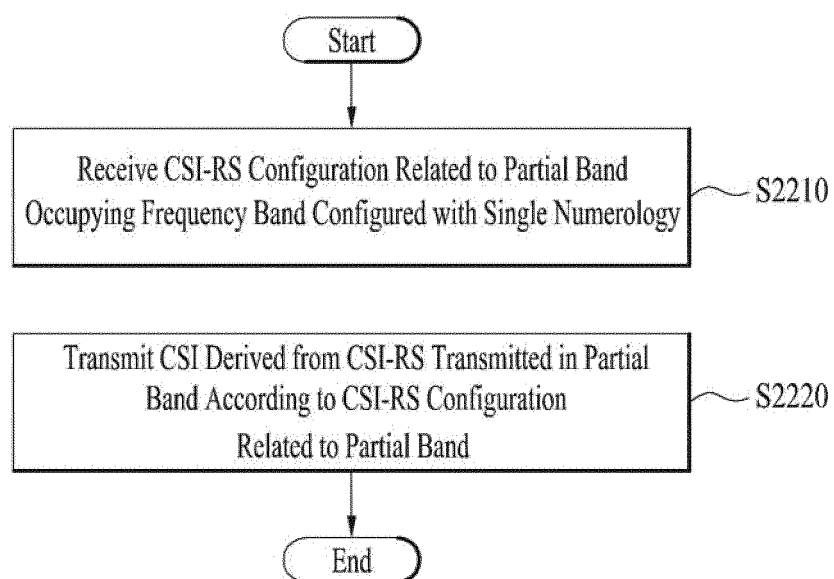 Start
Receive CSI-RS Configuration Related to Partial Band
Occupying Frequency Band Configured with Single Numerology
S2210
Transmit CSI Derived from CSI-RS Transmitted in Partial
Band According to CSI-RS Configuration
Related to Partial Band
S2220
End